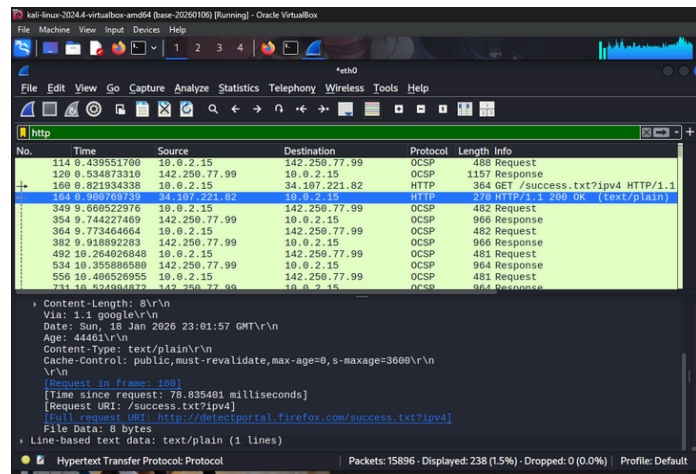 kali-linux-2024.4-virtualbox-amd64 (base-20260106) [Running] - Oracle VirtualBox
File Machine View Input Devices Help
1 2 3 4
*eth0
File Edit View Go Capture Analyze Statistics Telephony Wireless Tools Help
http
No. Time Source Destination Protocol Length Info
114 0.439551700 10.0.2.15 142.250.77.99 OCSP 488 Request
120 0.534873310 142.250.77.99 10.0.2.15 OCSP 1157 Response
160 0.821934338 10.0.2.15 34.107.221.82 HTTP 364 GET /success.txt?ipv4 HTTP/1.1
164 0.900769739 34.107.221.82 10.0.2.15 HTTP 270 HTTP/1.1 200 OK (text/plain)
349 9.660522976 10.0.2.15 142.250.77.99 OCSP 482 Request
354 9.744227469 142.250.77.99 10.0.2.15 OCSP 966 Response
364 9.773464664 10.0.2.15 142.250.77.99 OCSP 482 Request
382 9.918892283 142.250.77.99 10.0.2.15 OCSP 966 Response
492 10.264026848 10.0.2.15 142.250.77.99 OCSP 481 Request
534 10.355886580 142.250.77.99 10.0.2.15 OCSP 964 Response
556 10.406526955 10.0.2.15 142.250.77.99 OCSP 481 Request
731 10.524994872 142.250.77.99 10.0.2.15 OCSP 964 Response
Content-Length: 8\r\n
Via: 1.1 google\r\n
Date: Sun, 18 Jan 2026 23:01:57 GMT\r\n
Age: 44461\r\n
Content-Type: text/plain\r\n
Cache-Control: public,must-revalidate,max-age=0,s-maxage=3600\r\n
\r\n
[Request in frame: 160]
[Time since request: 78.835401 milliseconds]
[Request URI: /success.txt?ipv4]
[Full request URI: http://detectportal.firefox.com/success.txt?ipv4]
File Data: 8 bytes
Line-based text data: text/plain (1 lines)
Hypertext Transfer Protocol: Protocol Packets: 15896 · Displayed: 238 (1.5%) · Dropped: 0 (0.0%) Profile: Default